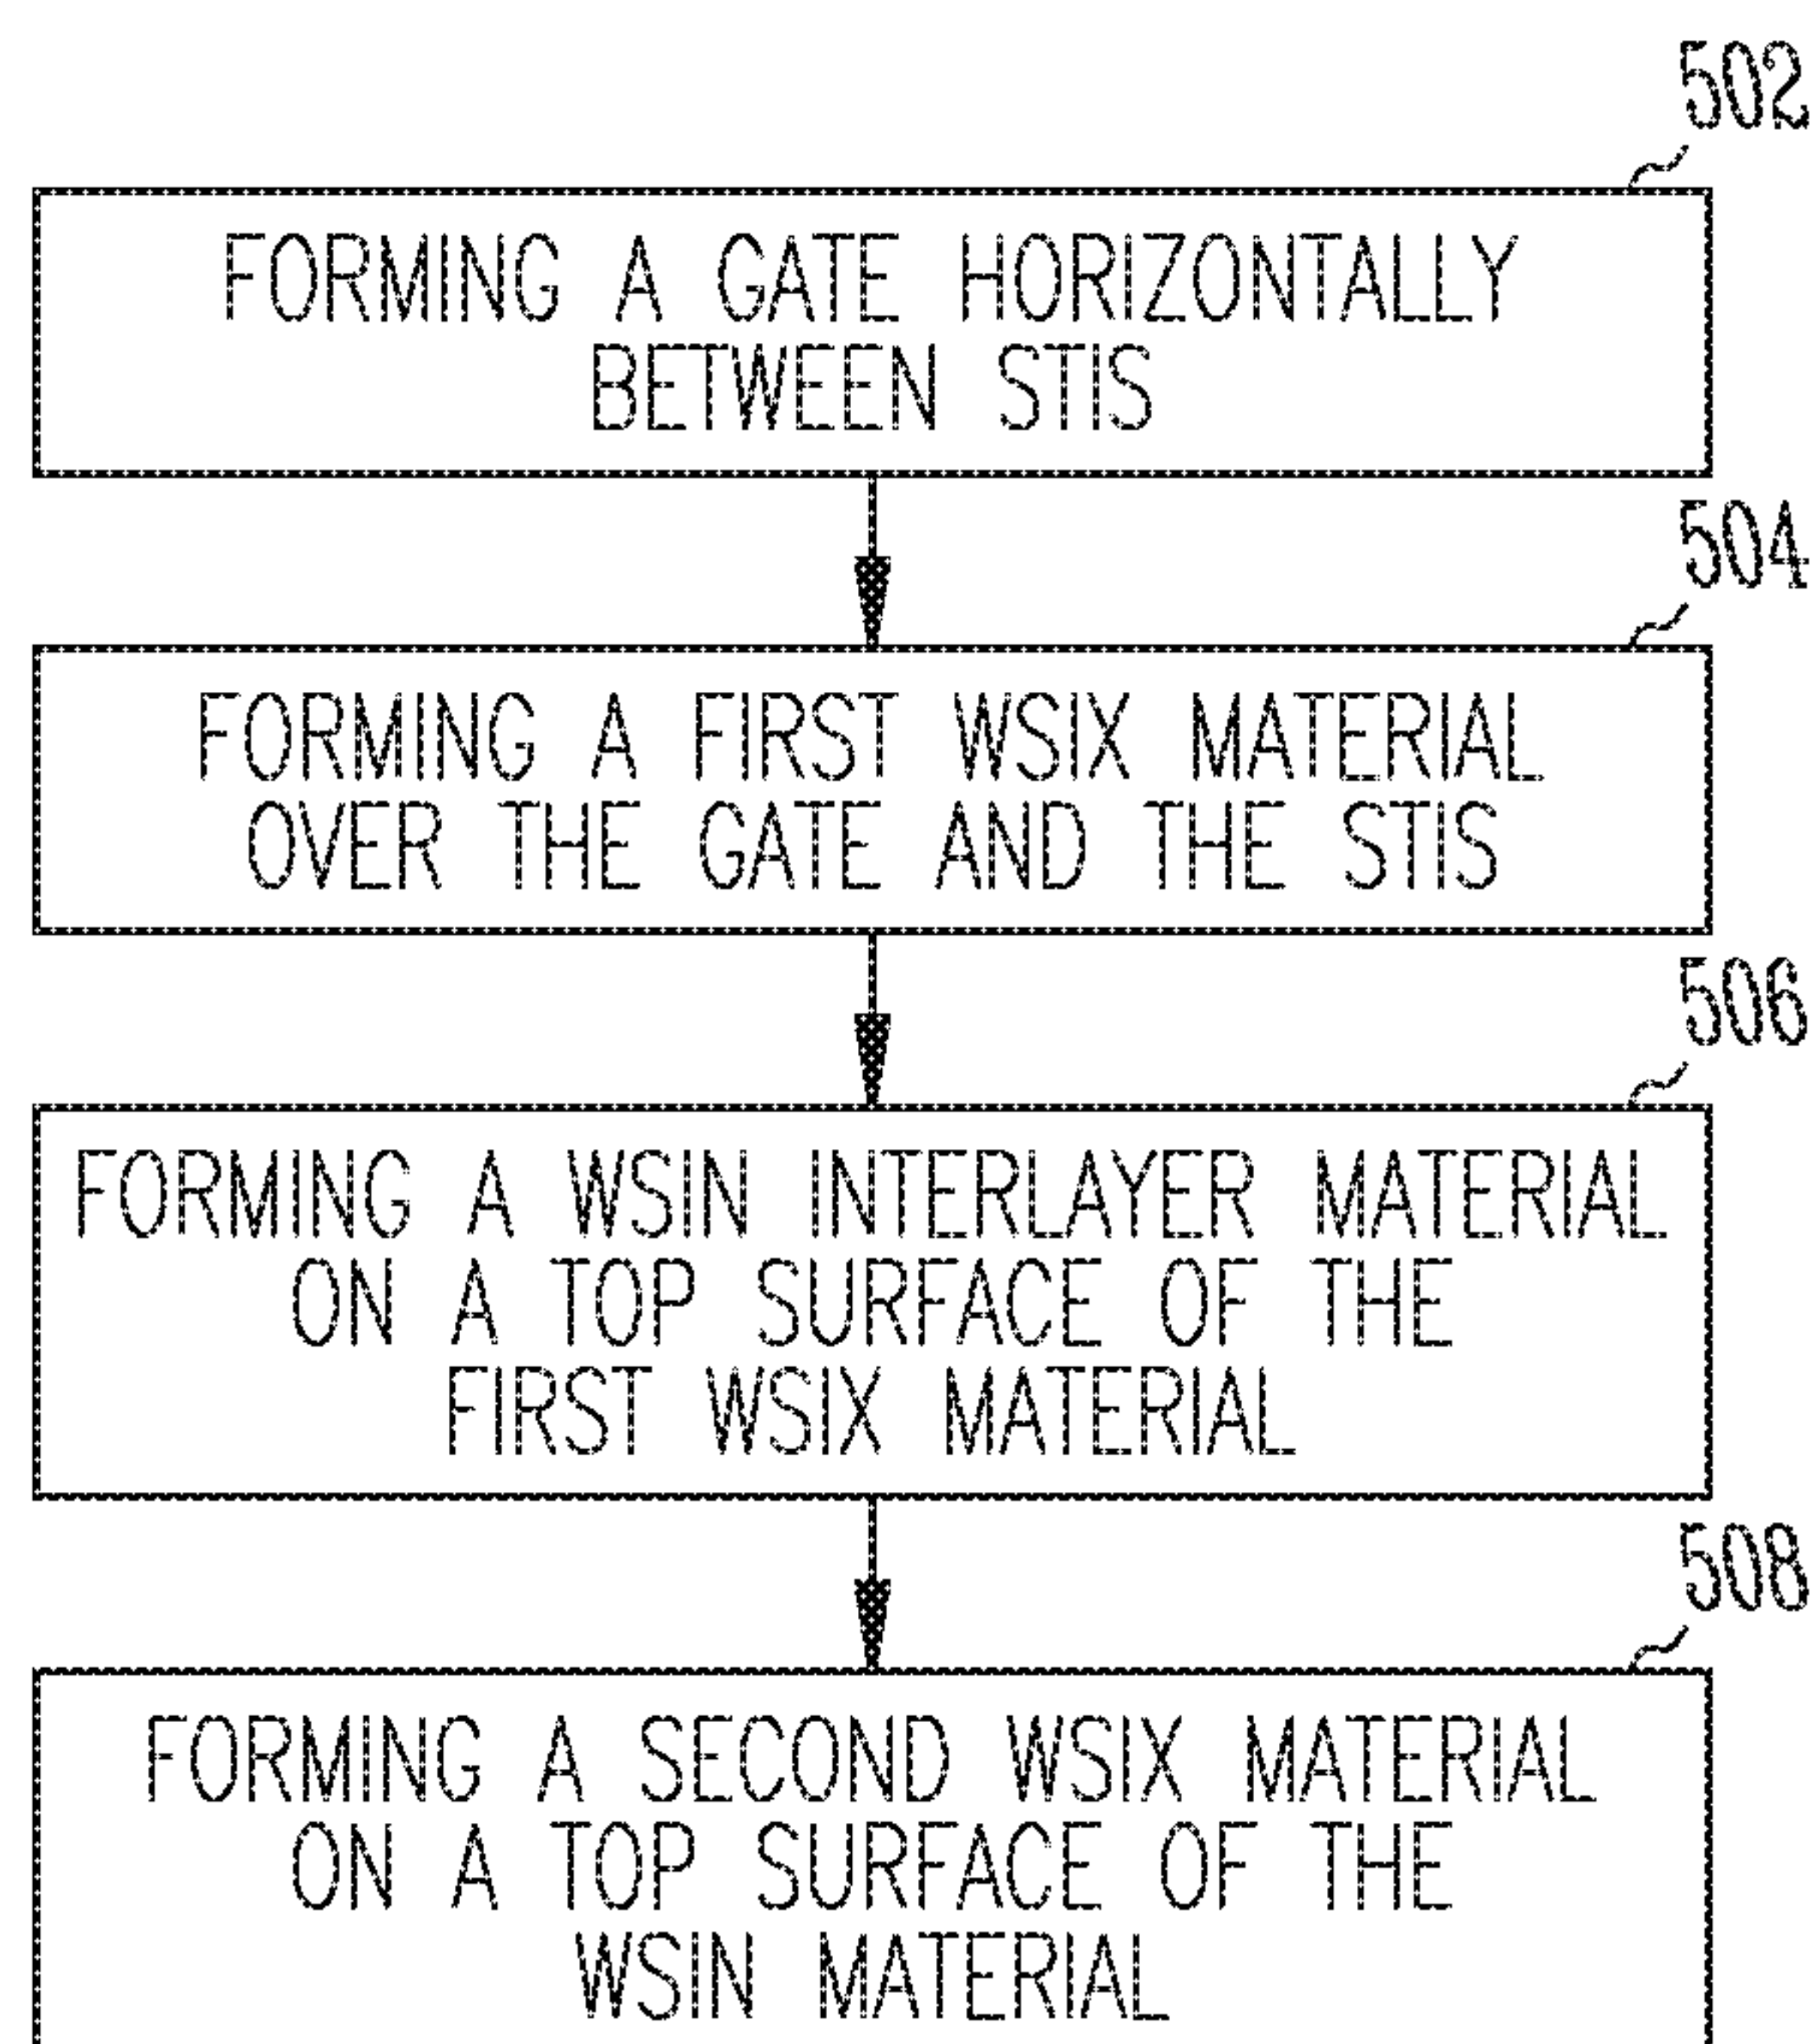 502
FORMING A GATE HORIZONTALLY
BETWEEN STIS
504
FORMING A FIRST WSIX MATERIAL
OVER THE GATE AND THE STIS
506
FORMING A WSIN INTERLAYER MATERIAL
ON A TOP SURFACE OF THE
FIRST WSIX MATERIAL
508
FORMING A SECOND WSIX MATERIAL
ON A TOP SURFACE OF THE
WSIN MATERIAL